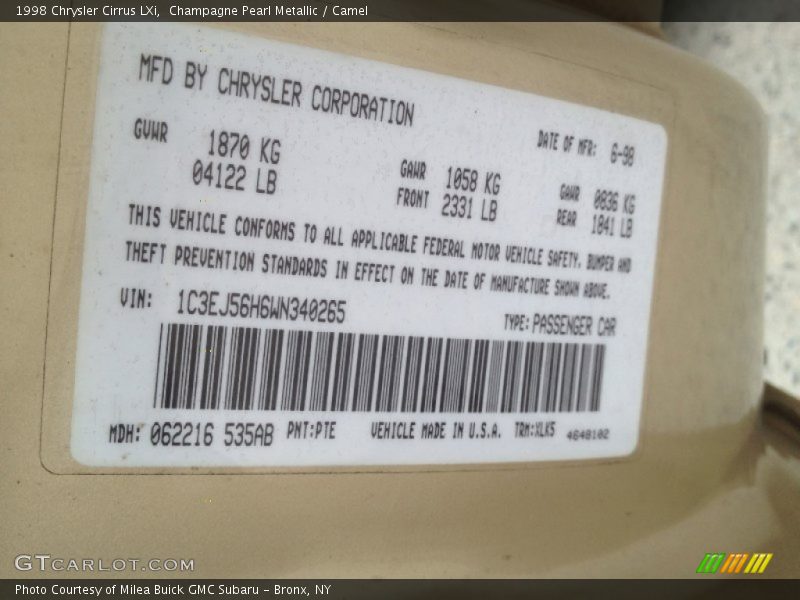 1998 Chrysler Cirrus LXi,  Champagne Pearl Metallic / Camel
MFD BY CHRYSLER CORPORATION
DATE OF MFR: 6-98
GVWR 1870 KG
04122 LB
GAWR 1058 KG
FRONT 2331 LB
GAWR 0836 KG
REAR 1841 LB
THIS VEHICLE CONFORMS TO ALL APPLICABLE FEDERAL MOTOR VEHICLE SAFETY, BUMPER AND
THEFT PREVENTION STANDARDS IN EFFECT ON THE DATE OF MANUFACTURE SHOWN ABOVE.
VIN: 1C3EJ56H6WN340265
TYPE: PASSENGER CAR
MDH: 062216 535AB PNT:PTE VEHICLE MADE IN U.S.A. TRM:XLK5 4648102
GTCARLOT.COM
Photo Courtesy of Milea Buick GMC Subaru – Bronx, NY